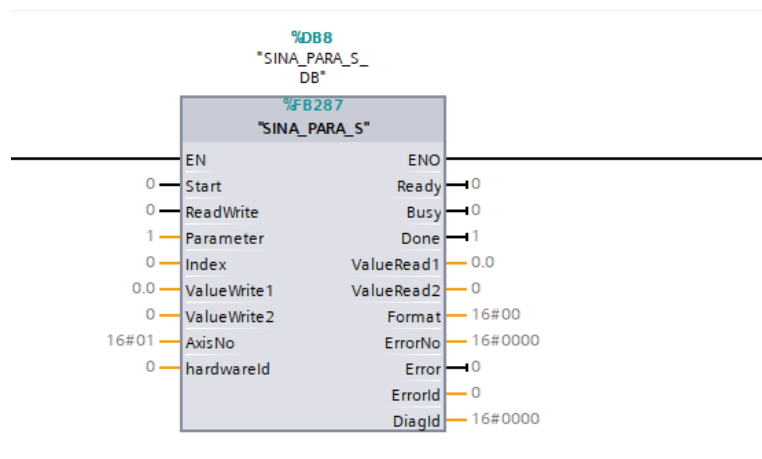 %DB8
"SINA_PARA_S_
DB"
%FB287
"SINA_PARA_S"
EN ENO
0 Start Ready 0
0 ReadWrite Busy 0
1 Parameter Done 1
0 Index ValueRead1 0.0
0.0 ValueWrite1 ValueRead2 0
0 ValueWrite2 Format 16#00
16#01 AxisNo ErrorNo 16#0000
0 hardwareId Error 0
ErrorId 0
DiagId 16#0000